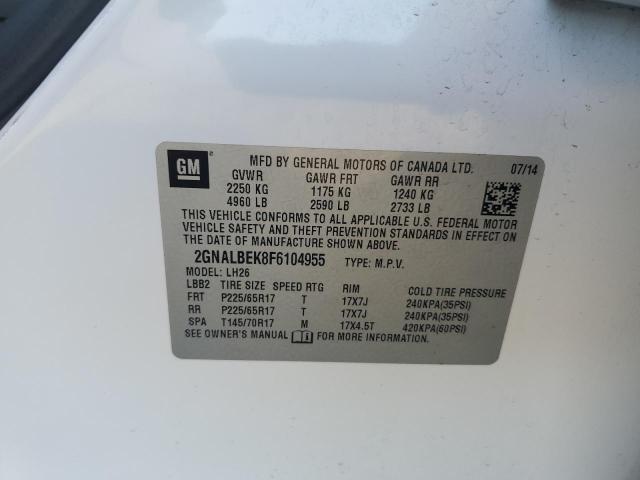 GM
MFD BY GENERAL MOTORS OF CANADA LTD. 07/14
GVWR GAWR FRT GAWR RR
2250 KG 1175 KG 1240 KG
4960 LB 2590 LB 2733 LB
THIS VEHICLE CONFORMS TO ALL APPLICABLE U.S. FEDERAL MOTOR
VEHICLE SAFETY AND THEFT PREVENTION STANDARDS IN EFFECT ON
THE DATE OF MANUFACTURE SHOWN ABOVE.
2GNALBEK8F6104955 TYPE: M.P.V.
MODEL: LH26
LBB2 TIRE SIZE SPEED RTG RIM COLD TIRE PRESSURE
FRT P225/65R17 T 17X7J 240KPA(35PSI)
RR P225/65R17 T 17X7J 240KPA(35PSI)
SPA T145/70R17 M 17X4.5T 420KPA(60PSI)
SEE OWNER'S MANUAL FOR MORE INFORMATION